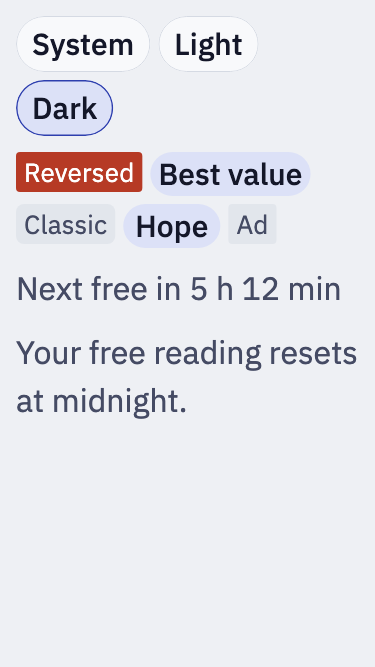 System Light
Dark
Reversed Best value
Classic Hope Ad
Next free in 5 h 12 min
Your free reading resets
at midnight.